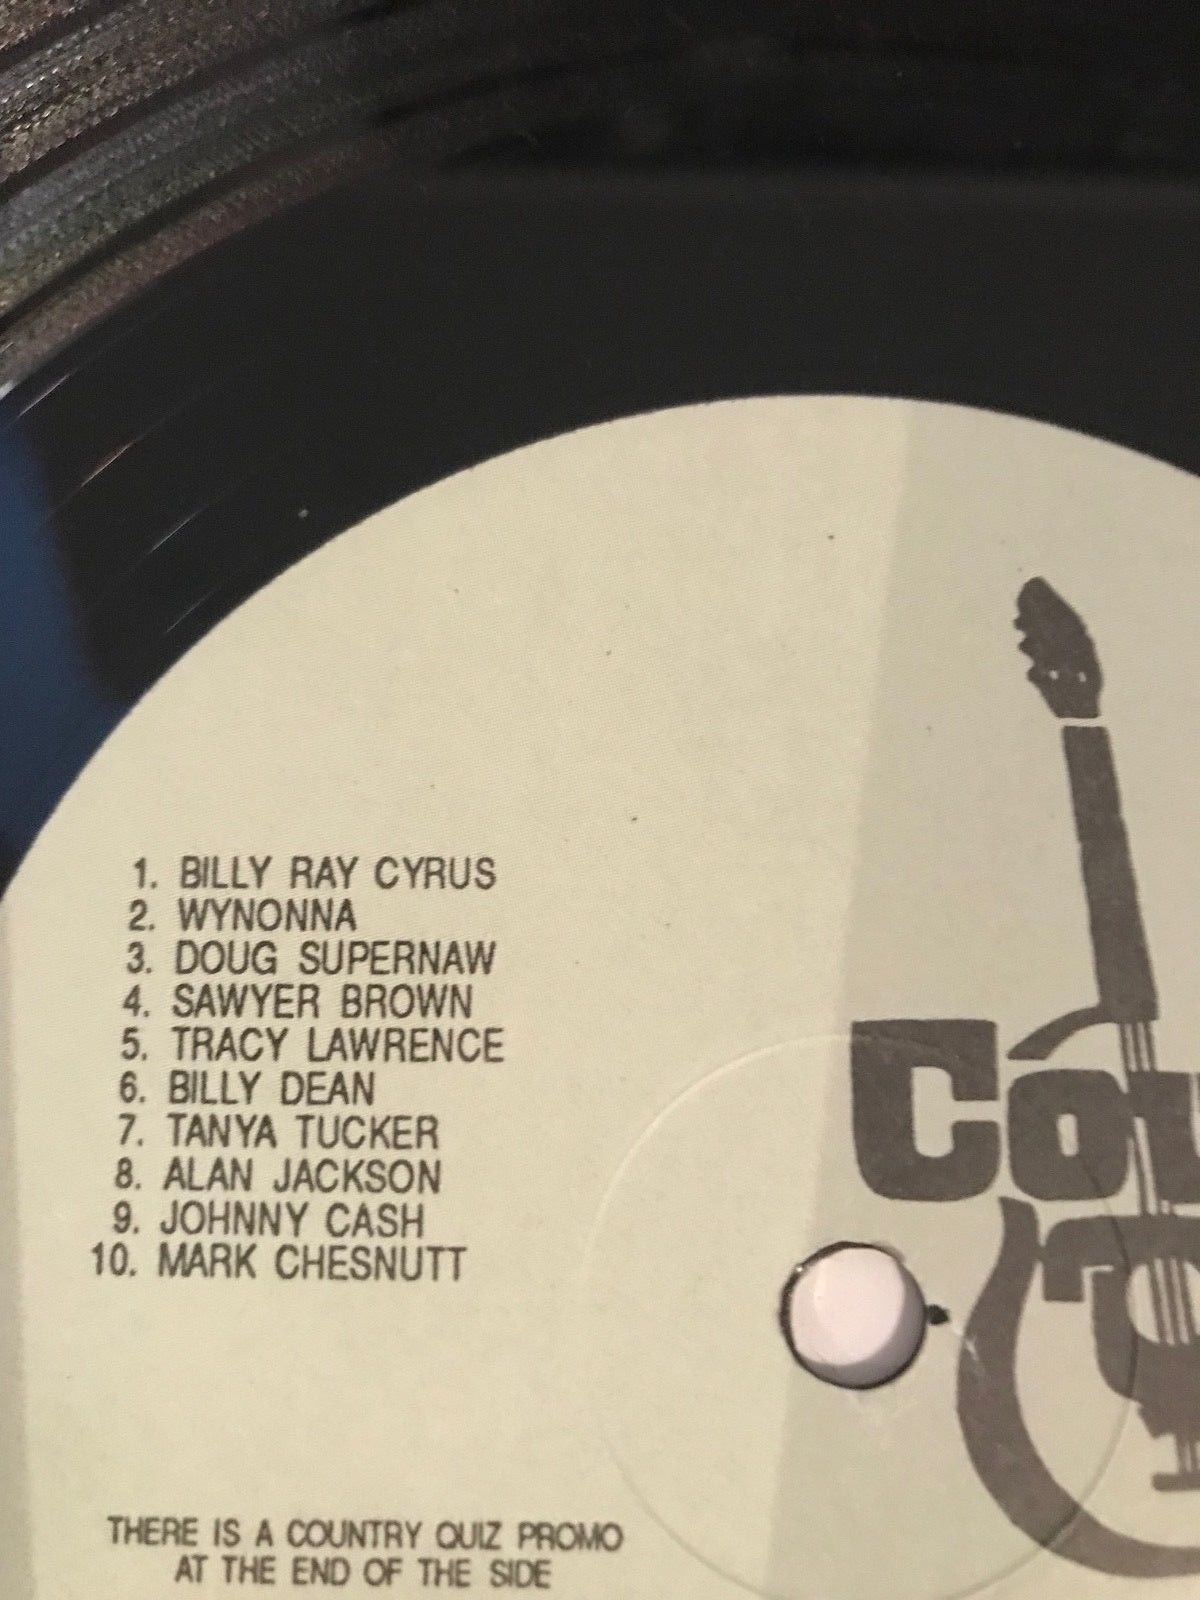 1. BILLY RAY CYRUS
2. WYNONNA
3. DOUG SUPERNAW
4. SAWYER BROWN
5. TRACY LAWRENCE
6. BILLY DEAN
7. TANYA TUCKER
8. ALAN JACKSON
9. JOHNNY CASH
10. MARK CHESNUTT
Cou
THERE IS A COUNTRY QUIZ PROMO
AT THE END OF THE SIDE